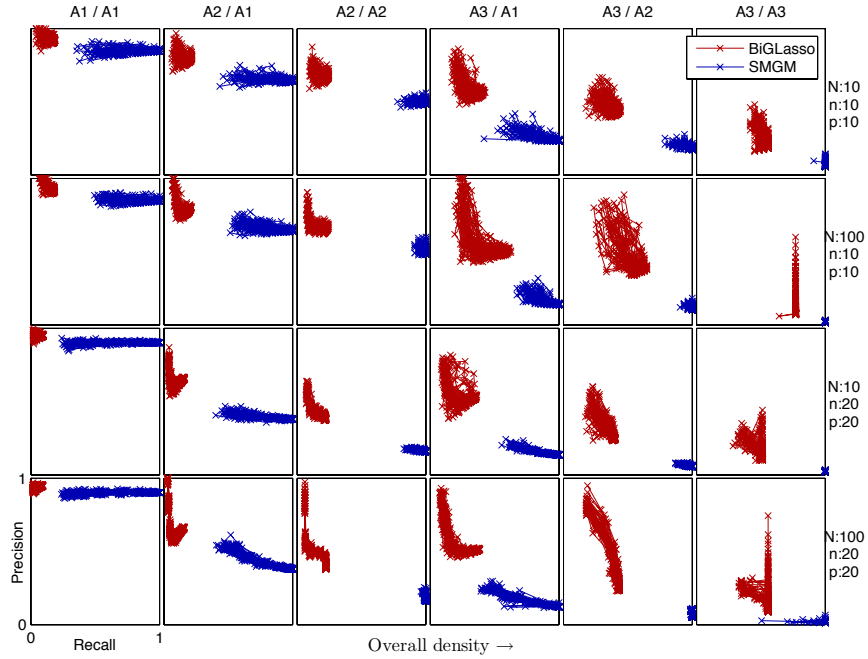 A1 / A1
A2 / A1
A2 / A2
A3 / A1
A3 / A2
A3 / A3
BiGLasso
SMGM
N:10
n:10
p:10
N:100
n:10
p:10
N:10
n:20
p:20
N:100
n:20
p:20
1
Precision
0
0
Recall
1
Overall density →